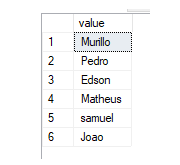 value
1 Murillo
2 Pedro
3 Edson
4 Matheus
5 samuel
6 Joao